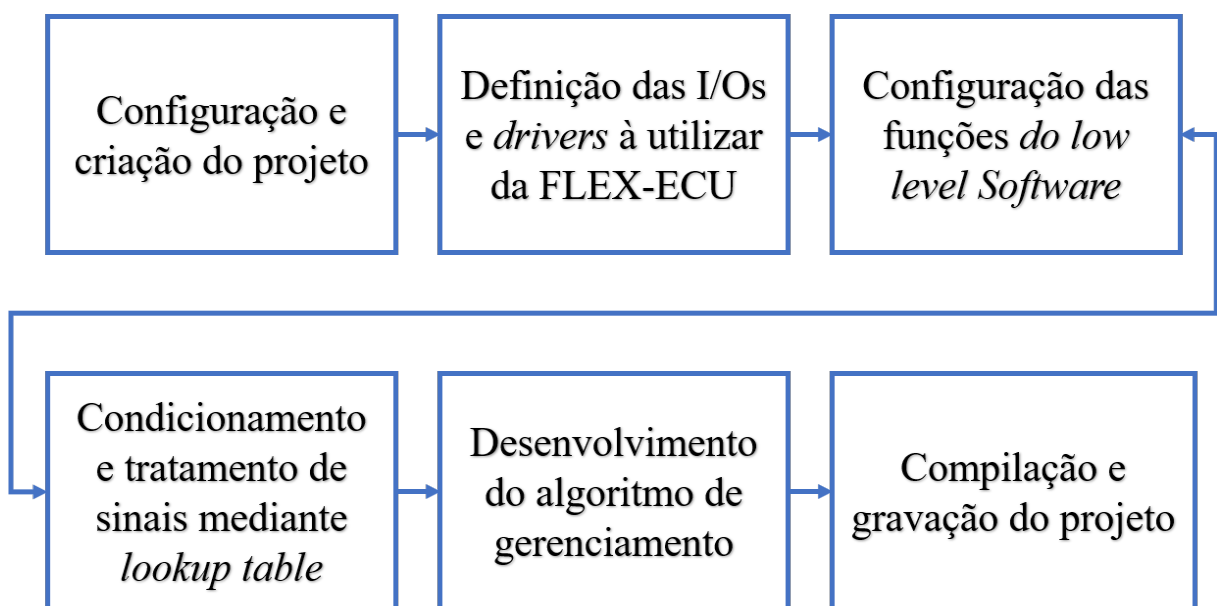 Configuração e
criação do projeto
Definição das I/Os
e drivers à utilizar
da FLEX-ECU
Configuração das
funções do low
level Software
Condicionamento
e tratamento de
sinais mediante
lookup table
Desenvolvimento
do algoritmo de
gerenciamento
Compilação e
gravação do projeto